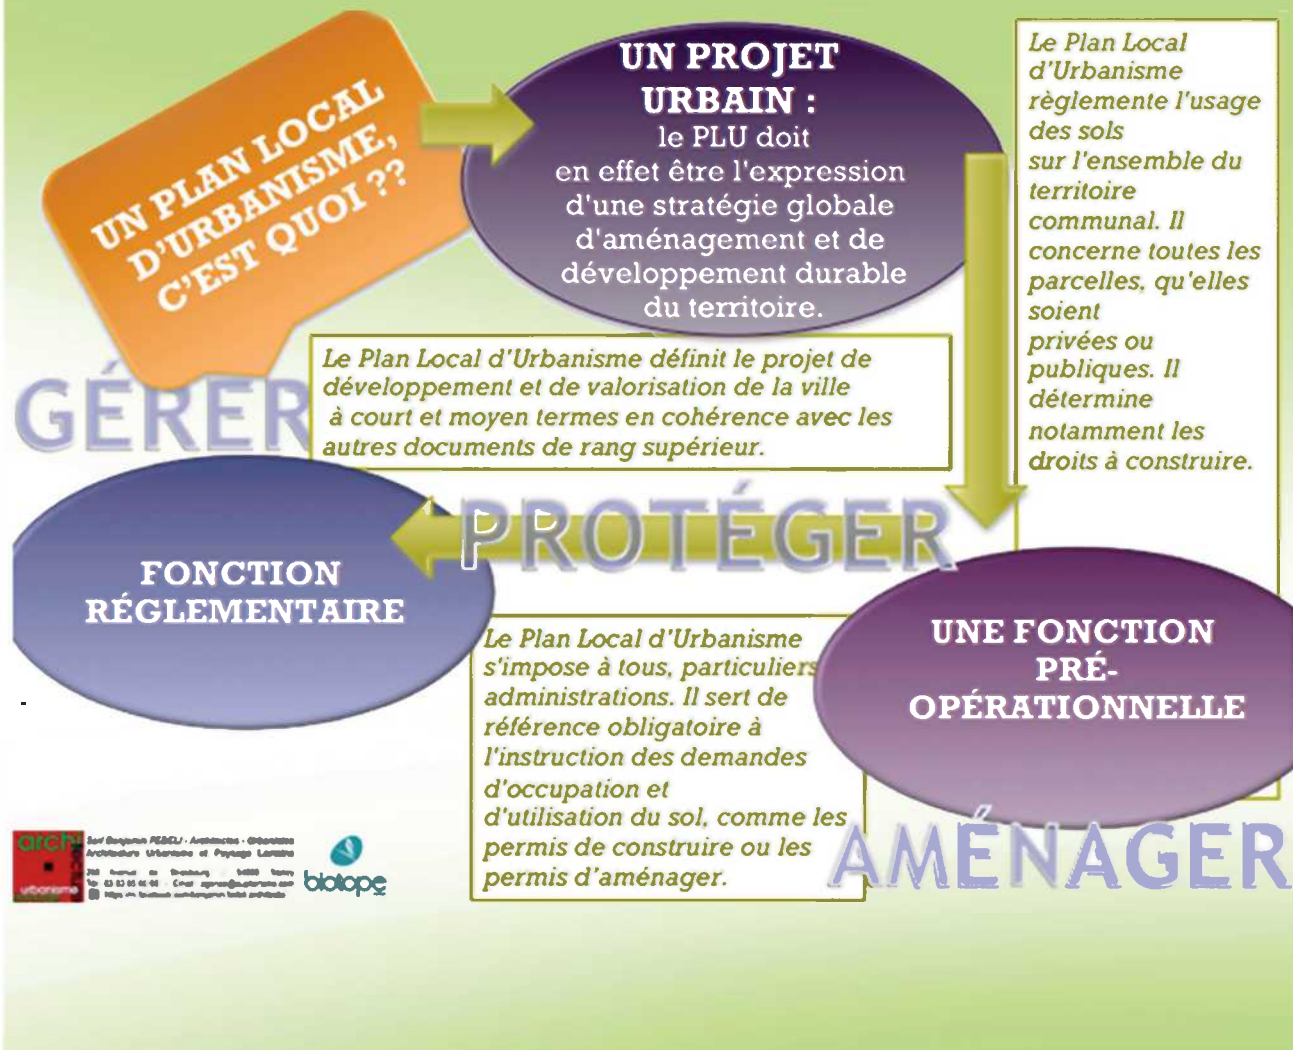 UN PLAN LOCAL
D'URBANISME,
C'EST QUOI ??
UN PROJET
URBAIN :
le PLU doit
en effet être l'expression
d'une stratégie globale
d'aménagement et de
développement durable
du territoire.
Le Plan Local
d'Urbanisme
règlemente l'usage
des sols
sur l'ensemble du
territoire
communal. Il
concerne toutes les
parcelles, qu'elles
soient
privées ou
publiques. Il
détermine
notamment les
droits à construire.
GÉRER
Le Plan Local d'Urbanisme définit le projet de
développement et de valorisation de la ville
à court et moyen termes en cohérence avec les
autres documents de rang supérieur.
PROTÉGER
FONCTION
RÉGLEMENTAIRE
UNE FONCTION
PRÉ-
OPÉRATIONNELLE
Le Plan Local d'Urbanisme
s'impose à tous, particuliers
administrations. Il sert de
référence obligatoire à
l'instruction des demandes
d'occupation et
d'utilisation du sol, comme les
permis de construire ou les
permis d'aménager.
AMÉNAGER
archi
urbanisme
Architecture Urbanisme et Paysage Lorraine
biotope